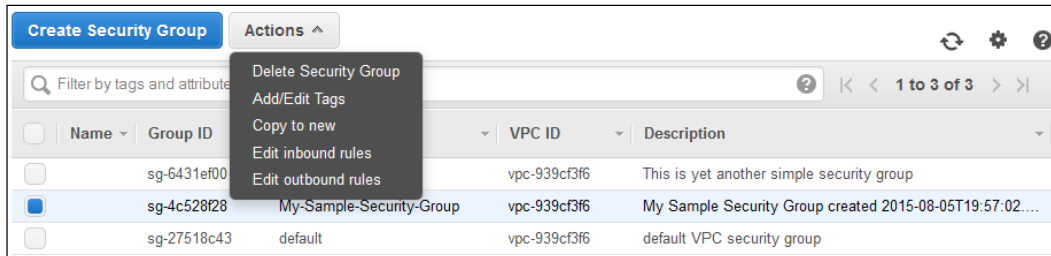 Create Security Group Actions
Delete Security Group
Filter by tags and attribute 1 to 3 of 3
Add/Edit Tags
Copy to new
Name Group ID VPC ID Description
Edit inbound rules
sg-6431ef00 vpc-939cf3f6 This is yet another simple security group
Edit outbound rules
sg-4c528f28 My-Sample-Security-Group vpc-939cf3f6 My Sample Security Group created 2015-08-05T19:57:02....
sg-27518c43 default vpc-939cf3f6 default VPC security group